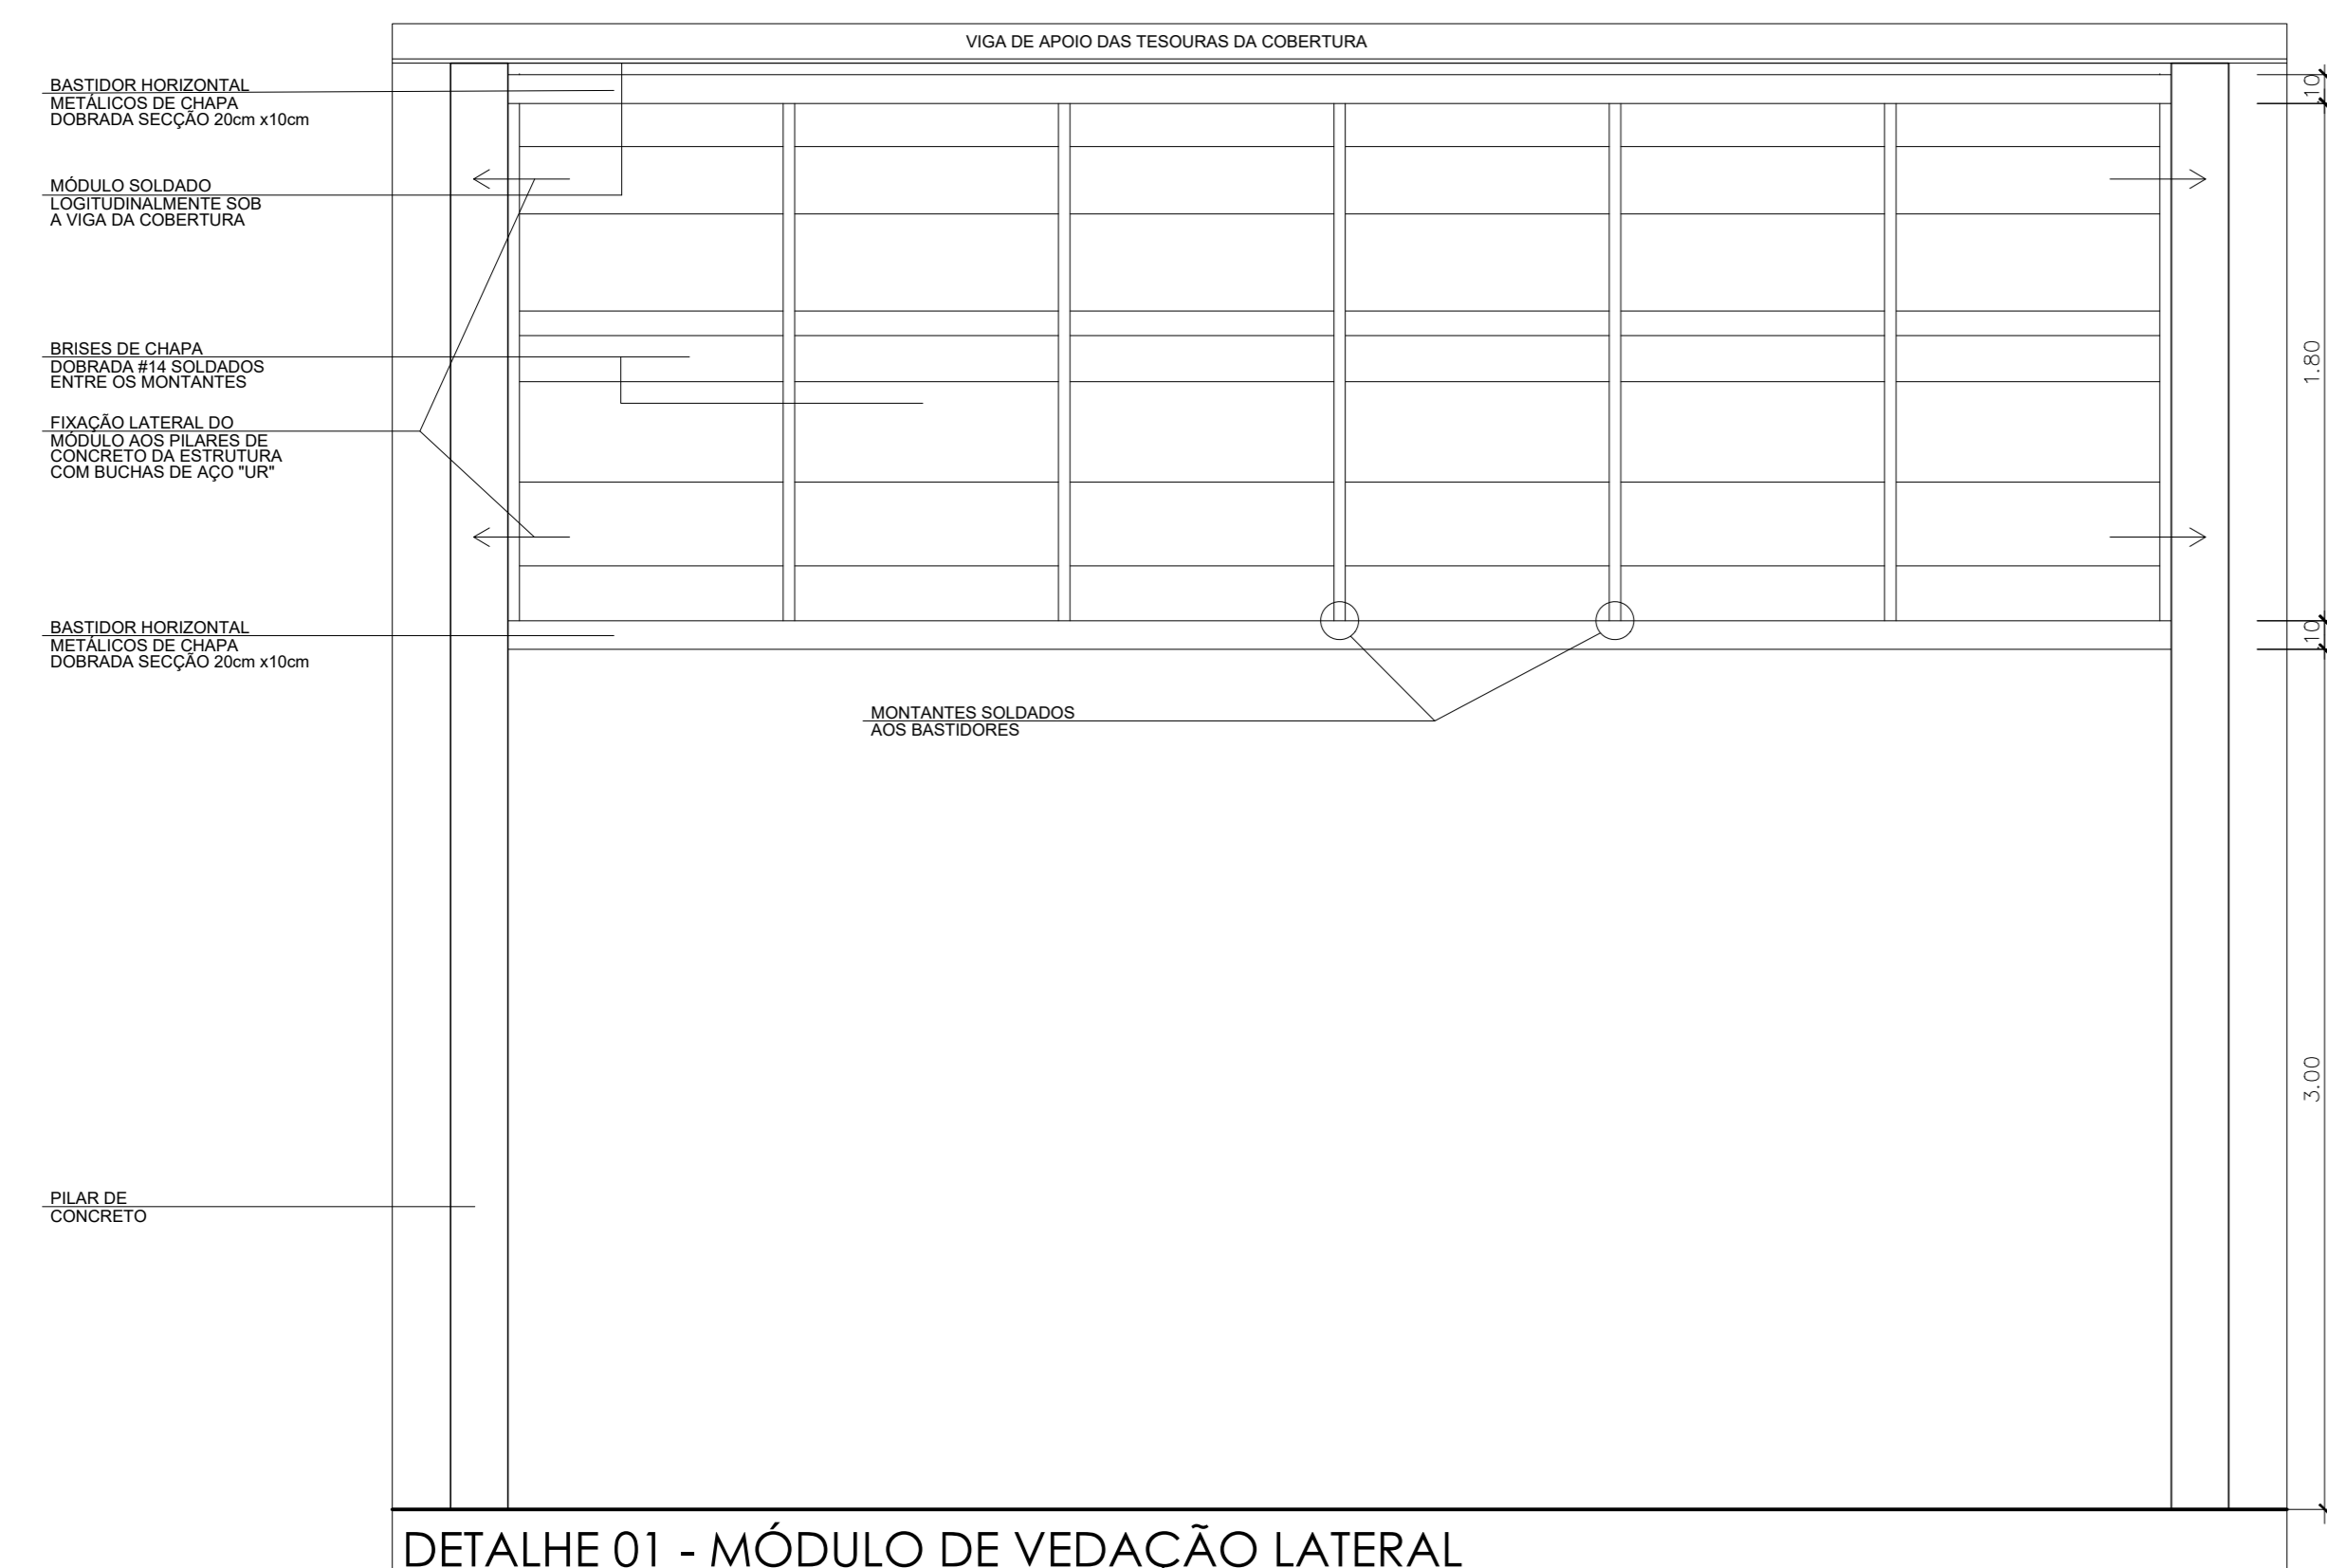 VIGA DE APOIO DAS TESOURAS DA COBERTURA
BASTIDOR HORIZONTAL
METÁLICOS DE CHAPA
DOBRADA SECÇÃO 20cm x10cm
.10
MÓDULO SOLDADO
LOGITUDINALMENTE SOB
A VIGA DA COBERTURA
BRISES DE CHAPA
DOBRADA #14 SOLDADOS
ENTRE OS MONTANTES
1.80
FIXAÇÃO LATERAL DO
MÓDULO AOS PILARES DE
CONCRETO DA ESTRUTURA
COM BUCHAS DE AÇO "UR"
BASTIDOR HORIZONTAL
METÁLICOS DE CHAPA
DOBRADA SECÇÃO 20cm x10cm
.10
MONTANTES SOLDADOS
AOS BASTIDORES
3.00
PILAR DE
CONCRETO
DETALHE 01 - MÓDULO DE VEDAÇÃO LATERAL